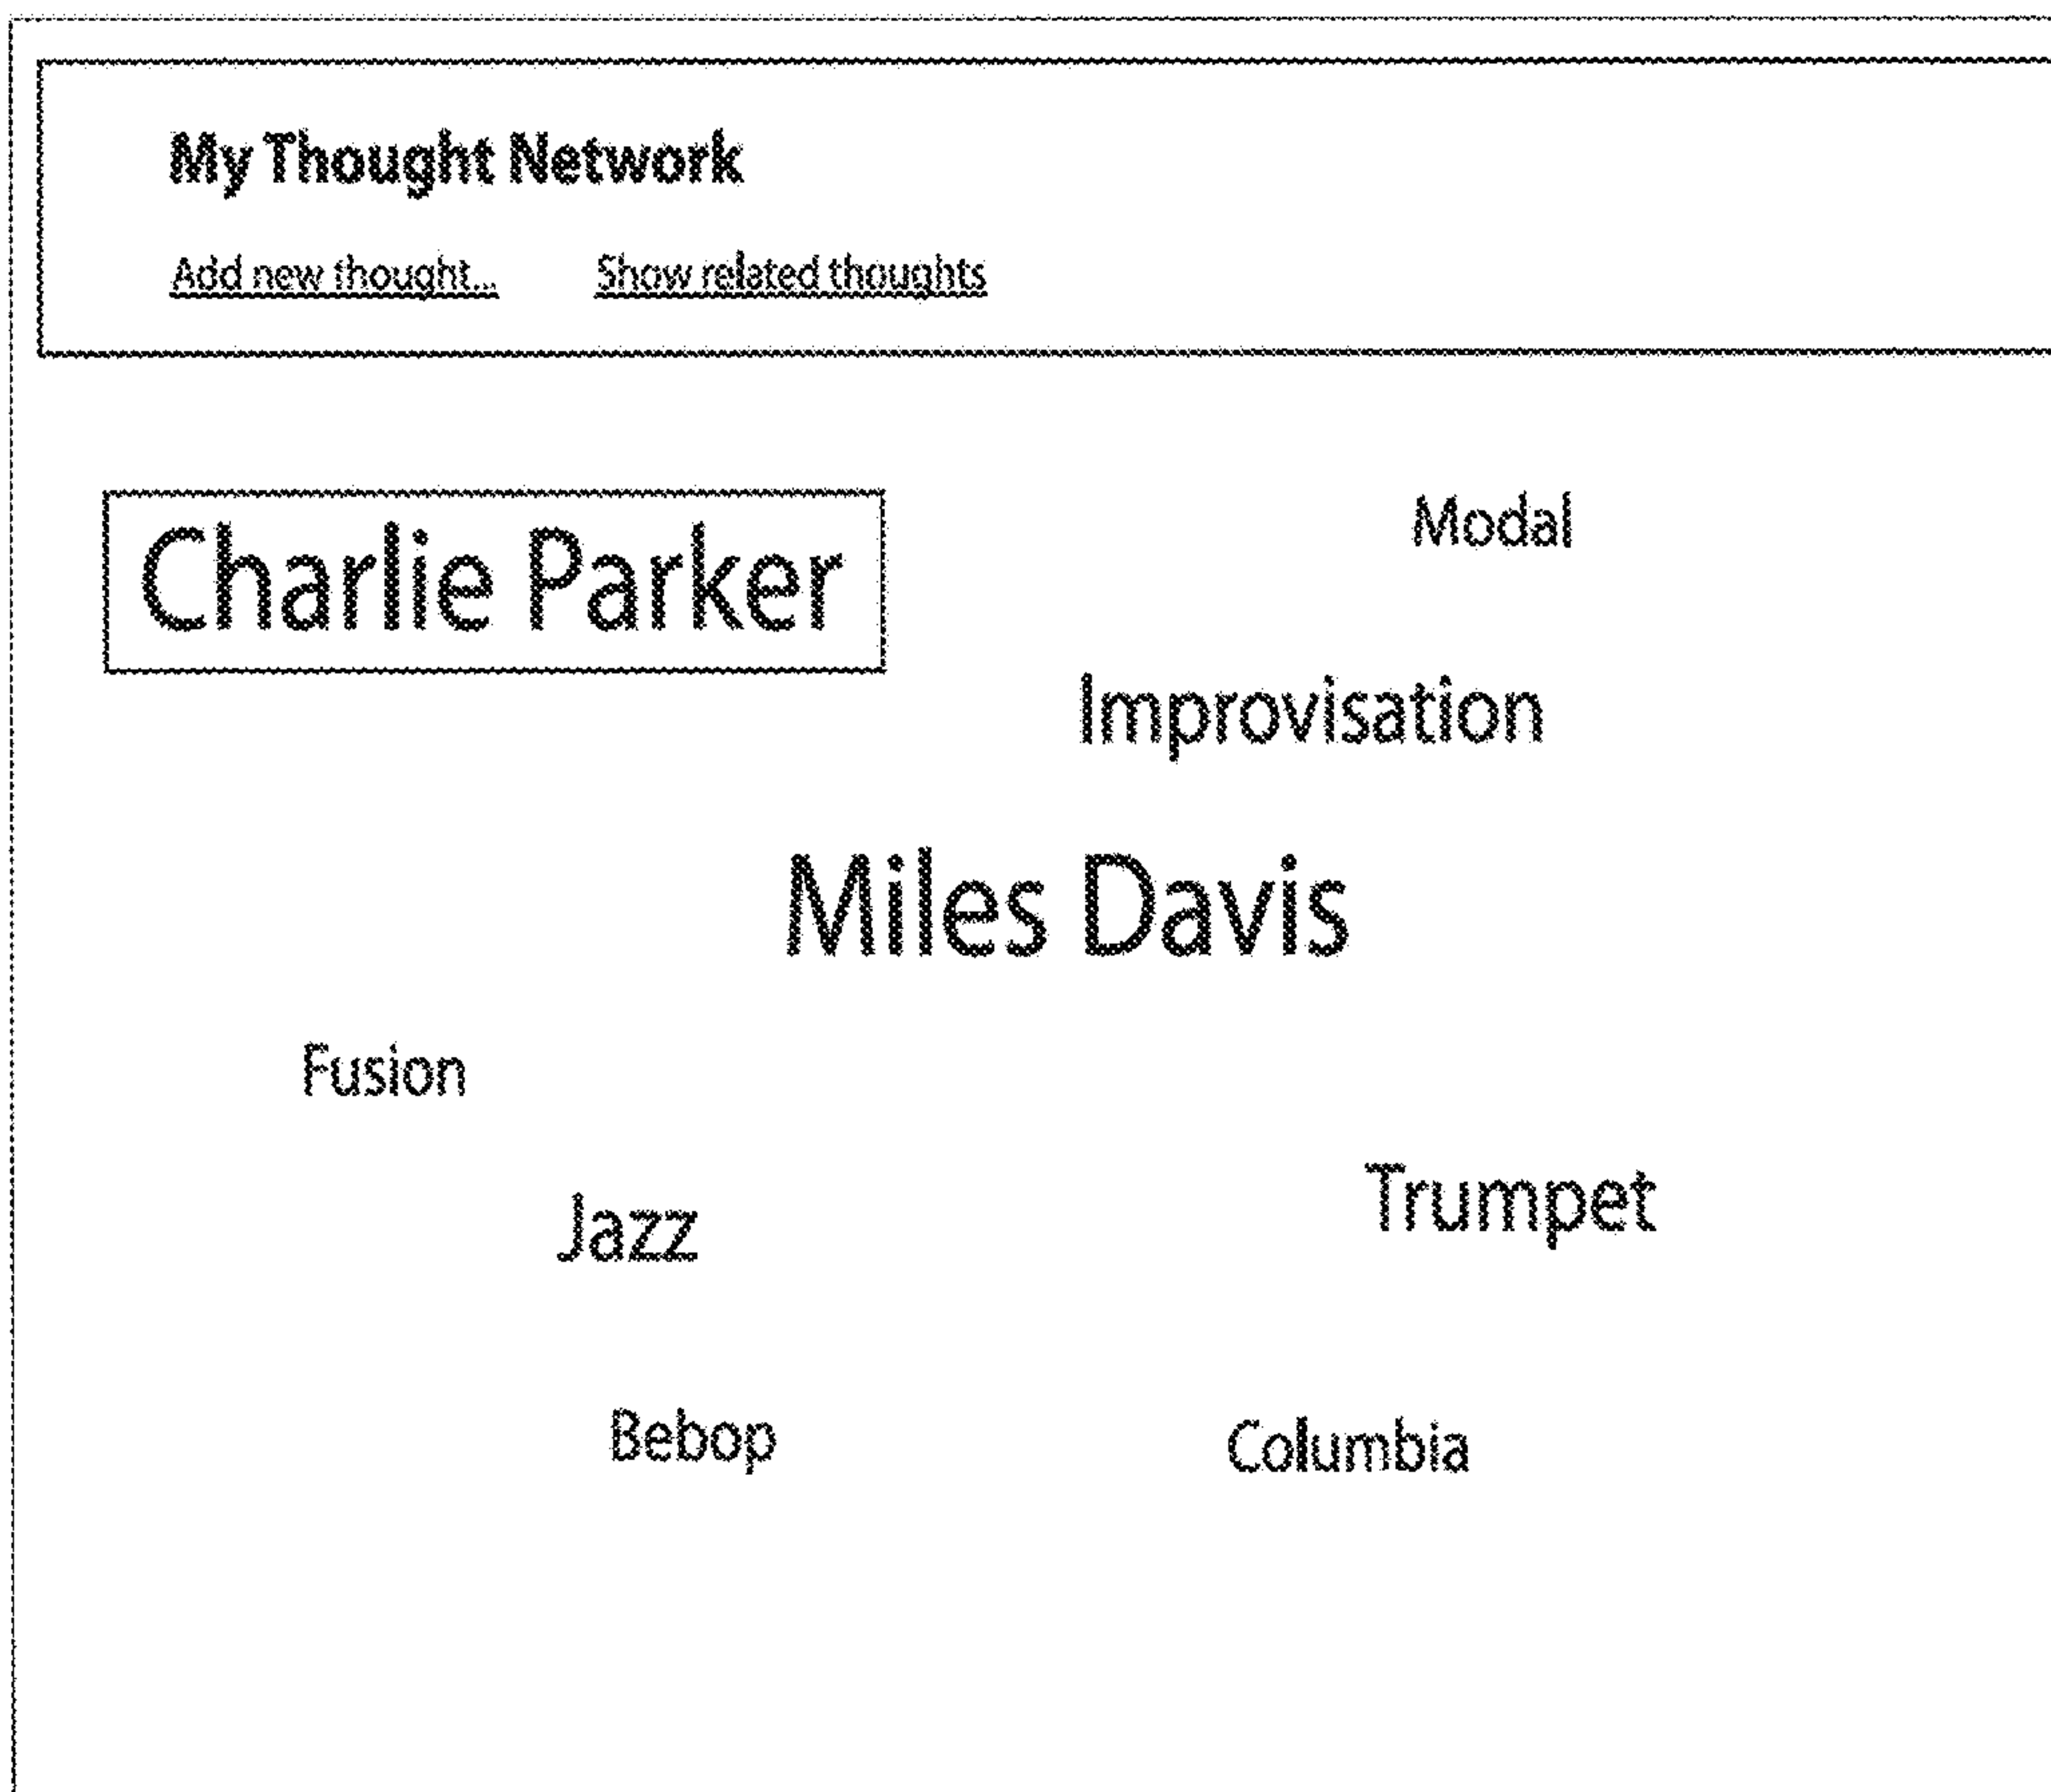 My Thought Network
Add new thought... Show related thoughts
Charlie Parker
Modal
Improvisation
Miles Davis
Fusion
Trumpet
Jazz
Bebop
Columbia